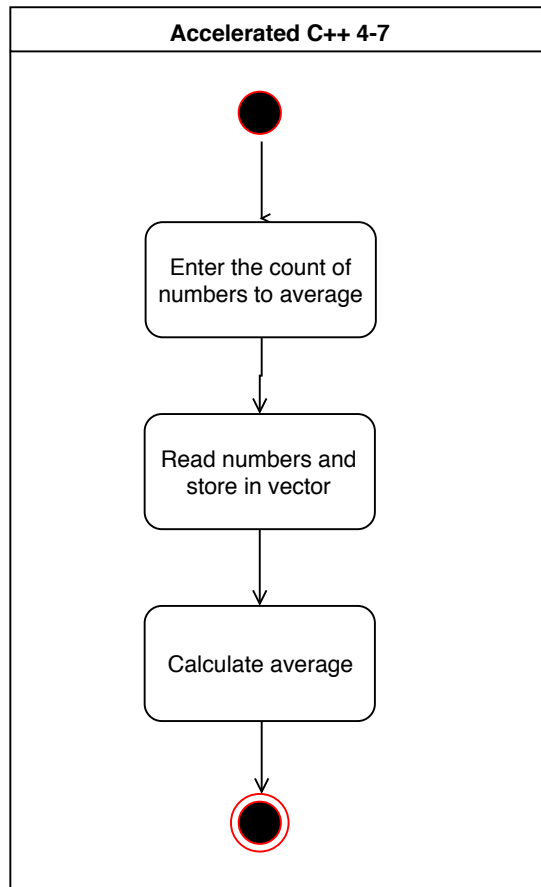 Accelerated C++ 4-7
Enter the count of
numbers to average
Read numbers and
store in vector
Calculate average